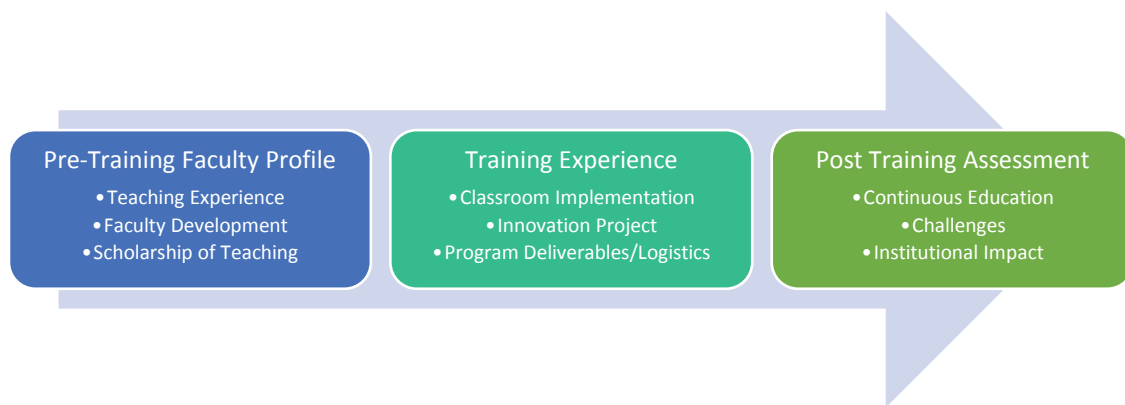 Pre-Training Faculty Profile
•Teaching Experience
•Faculty Development
•Scholarship of Teaching
Training Experience
•Classroom Implementation
•Innovation Project
•Program Deliverables/Logistics
Post Training Assessment
•Continuous Education
•Challenges
•Institutional Impact